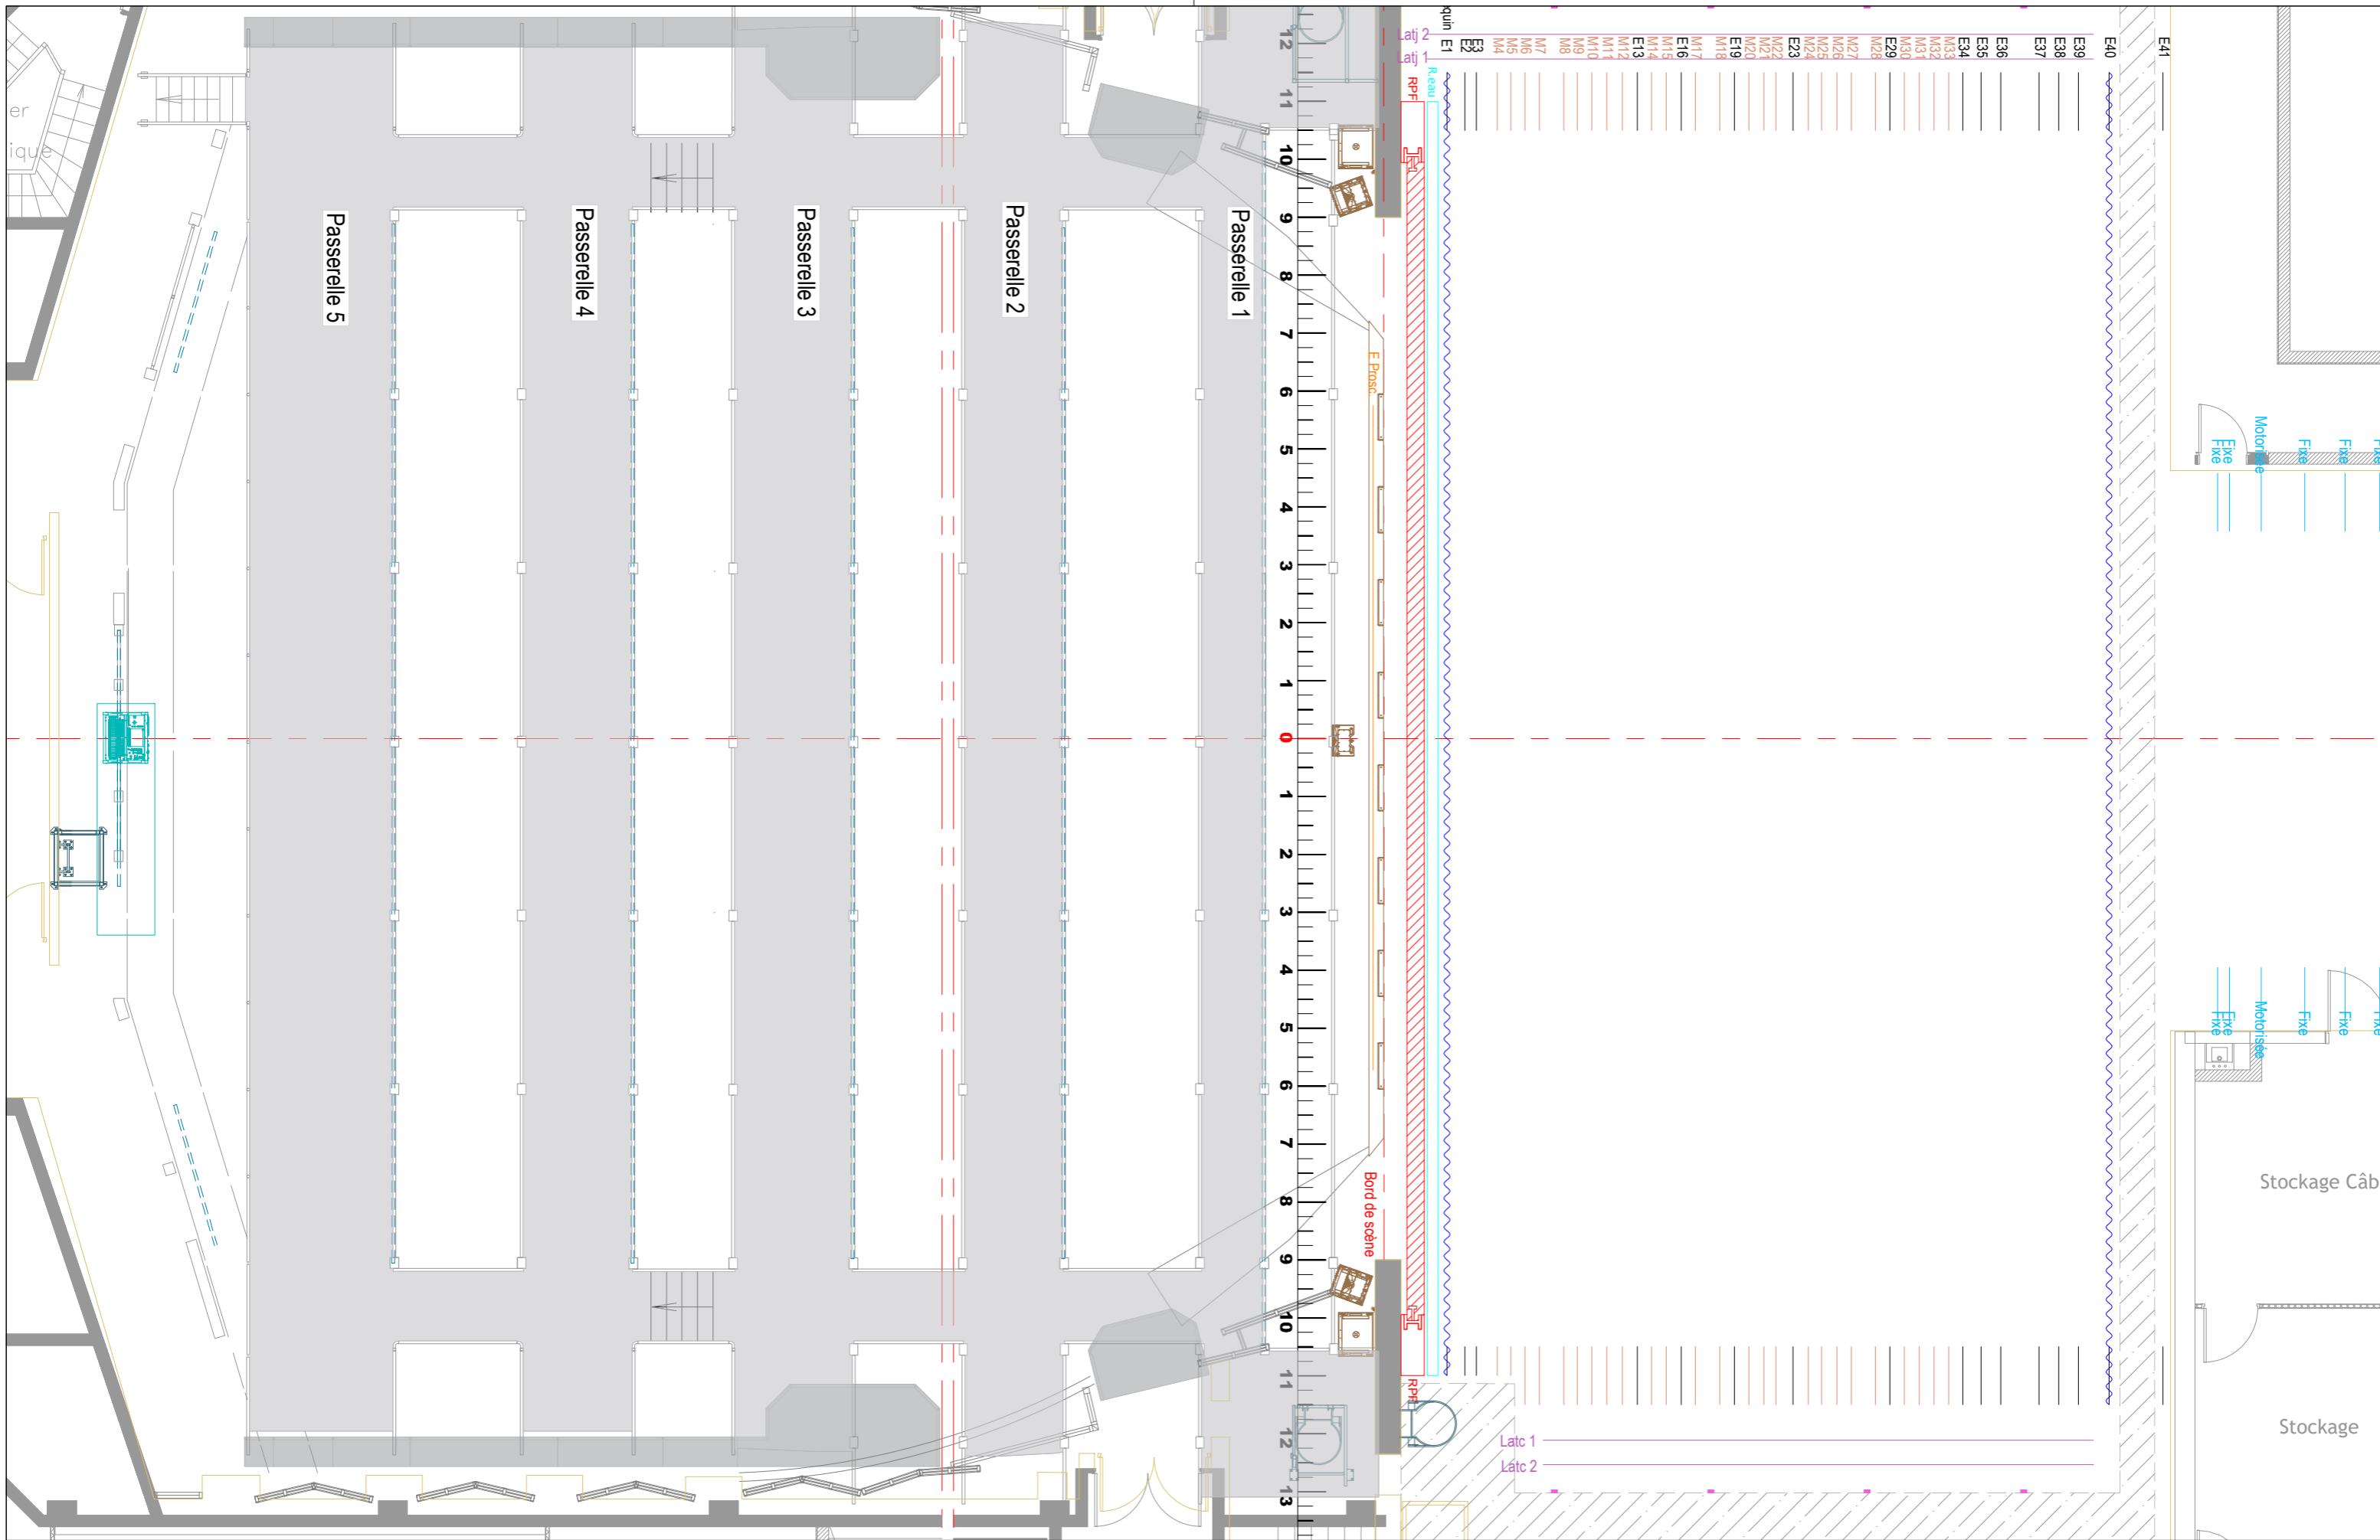 quin
Latj 2
Latj 1
R.eau
RPF
E1
E2
E3
M4
M5
M6
M7
M8
M9
M10
M11
M12
E13
M14
M15
E16
M17
M18
E19
M20
M21
M22
E23
M24
M25
M26
M27
M28
E29
M30
M31
M32
M33
E34
E35
E36
E37
E38
E39
E40
E41
er
ique
Passerelle 5
Passerelle 4
Passerelle 3
Passerelle 2
Passerelle 1
12
11
10
9
8
7
6
5
4
3
2
1
0
1
2
3
4
5
6
7
8
9
10
11
12
13
F Prosc.
Bord de scène
RPF
Latc 1
Latc 2
Fixe
Fixe
Motorisée
Fixe
Fixe
Fixe
Fixe
Fixe
Motorisée
Fixe
Fixe
Fixe
Stockage Câb
Stockage